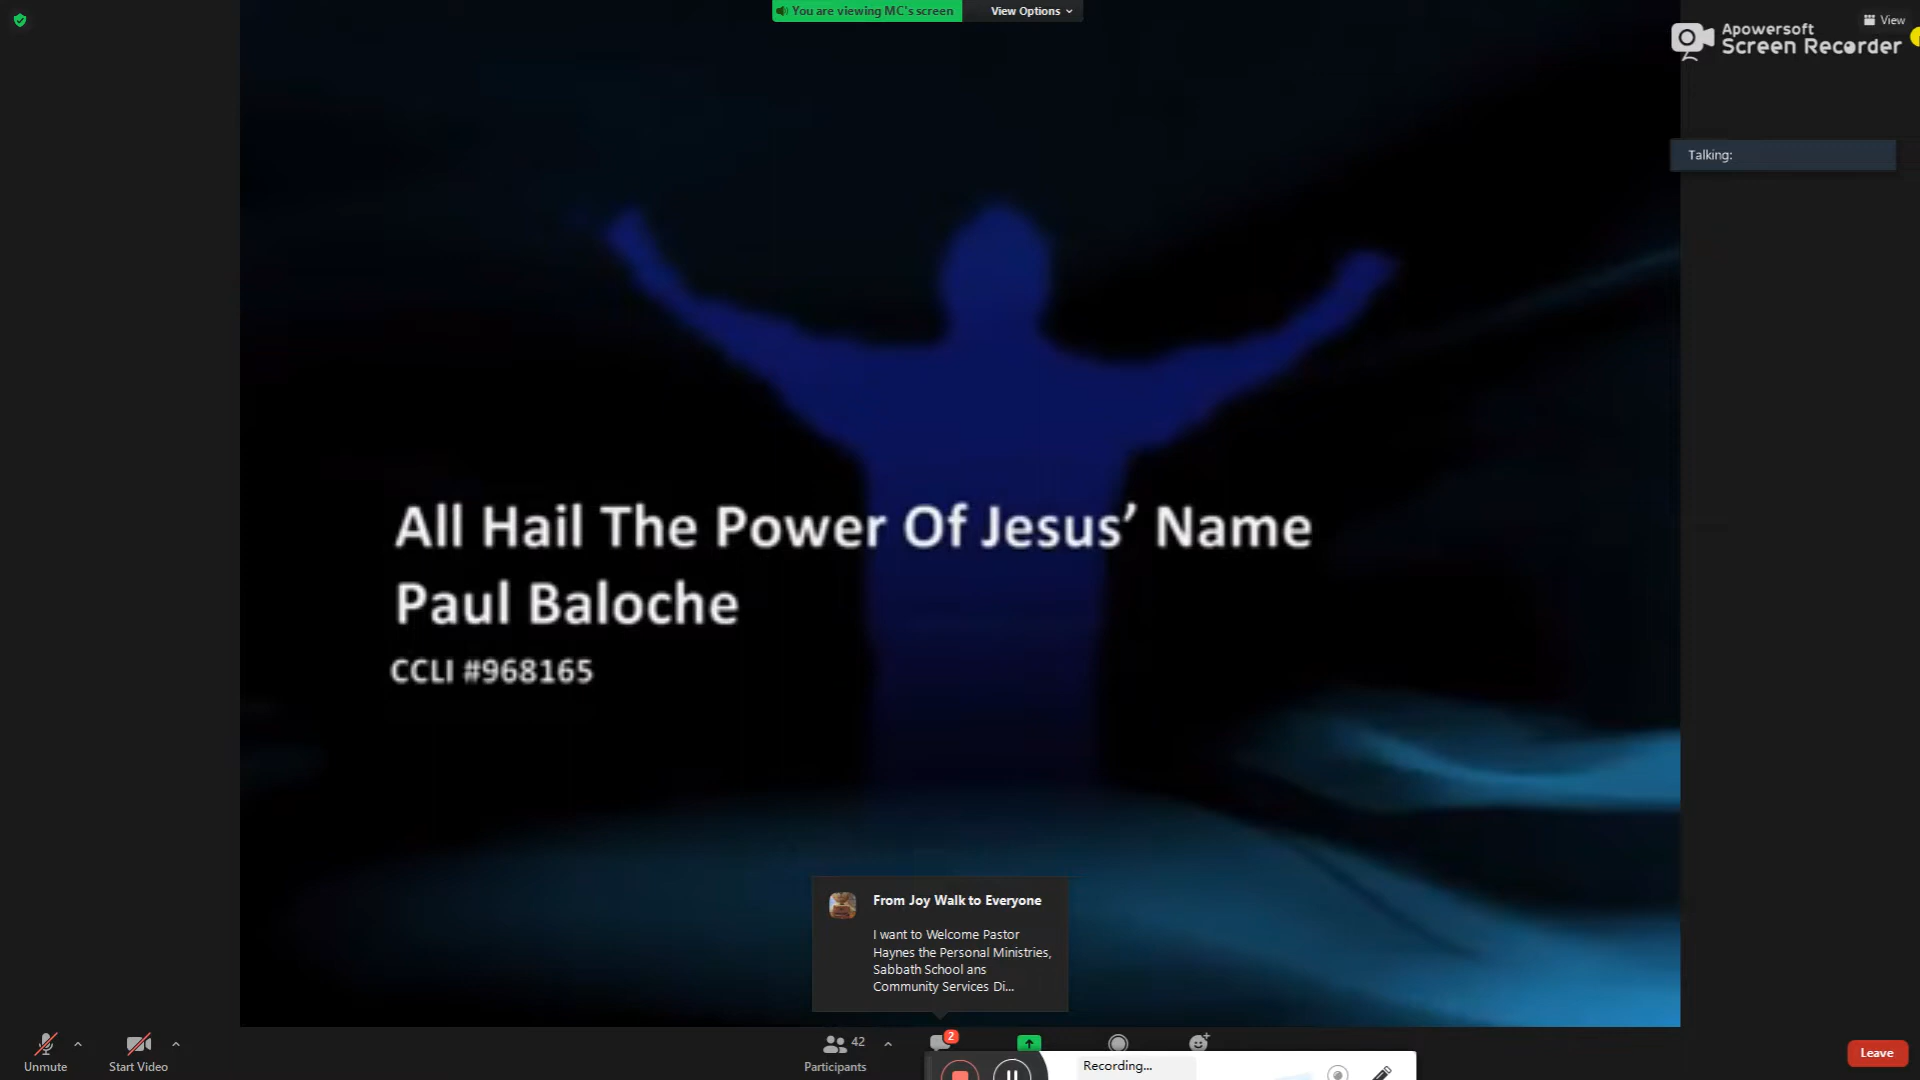 You are viewing MC's screen
View Options
View
Apowersoft
Screen Recorder
Talking:
All Hail The Power Of Jesus’ Name
Paul Baloche
CCLI #968165
From Joy Walk to Everyone
I want to Welcome Pastor
Haynes the Personal Ministries,
Sabbath School ans
Community Services Di...
42
2
Unmute
Start Video
Participants
Recording...
Leave